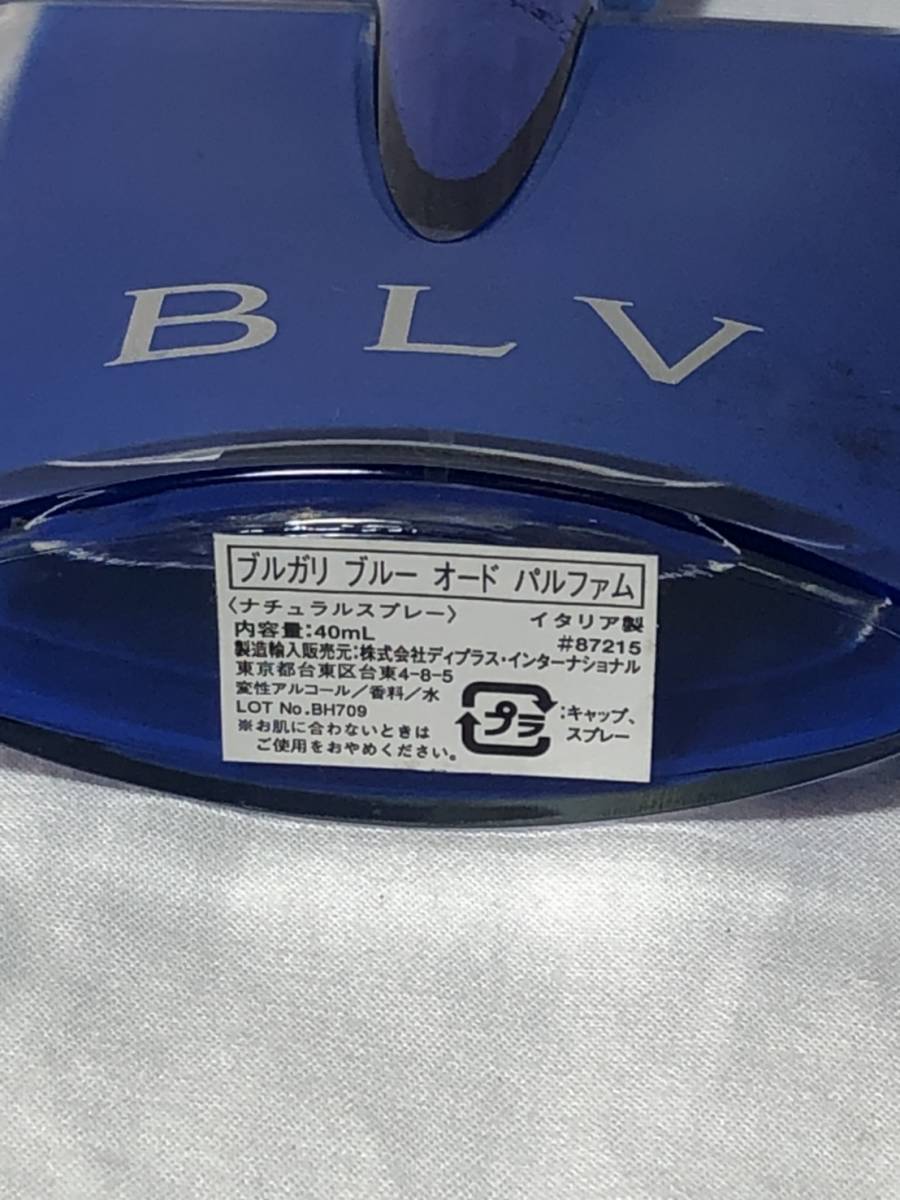 BLV
ブルガリ ブルー オード パルファム
〈ナチュラルスプレー〉 イタリア製
内容量:40mL #87215
製造輸入販売元:株式会社ディプラス・インターナショナル
東京都台東区台東4-8-5
変性アルコール／香料／水
LOT No.BH709
※お肌に合わないときは
ご使用をおやめください。
プラ
:キャップ、
スプレー